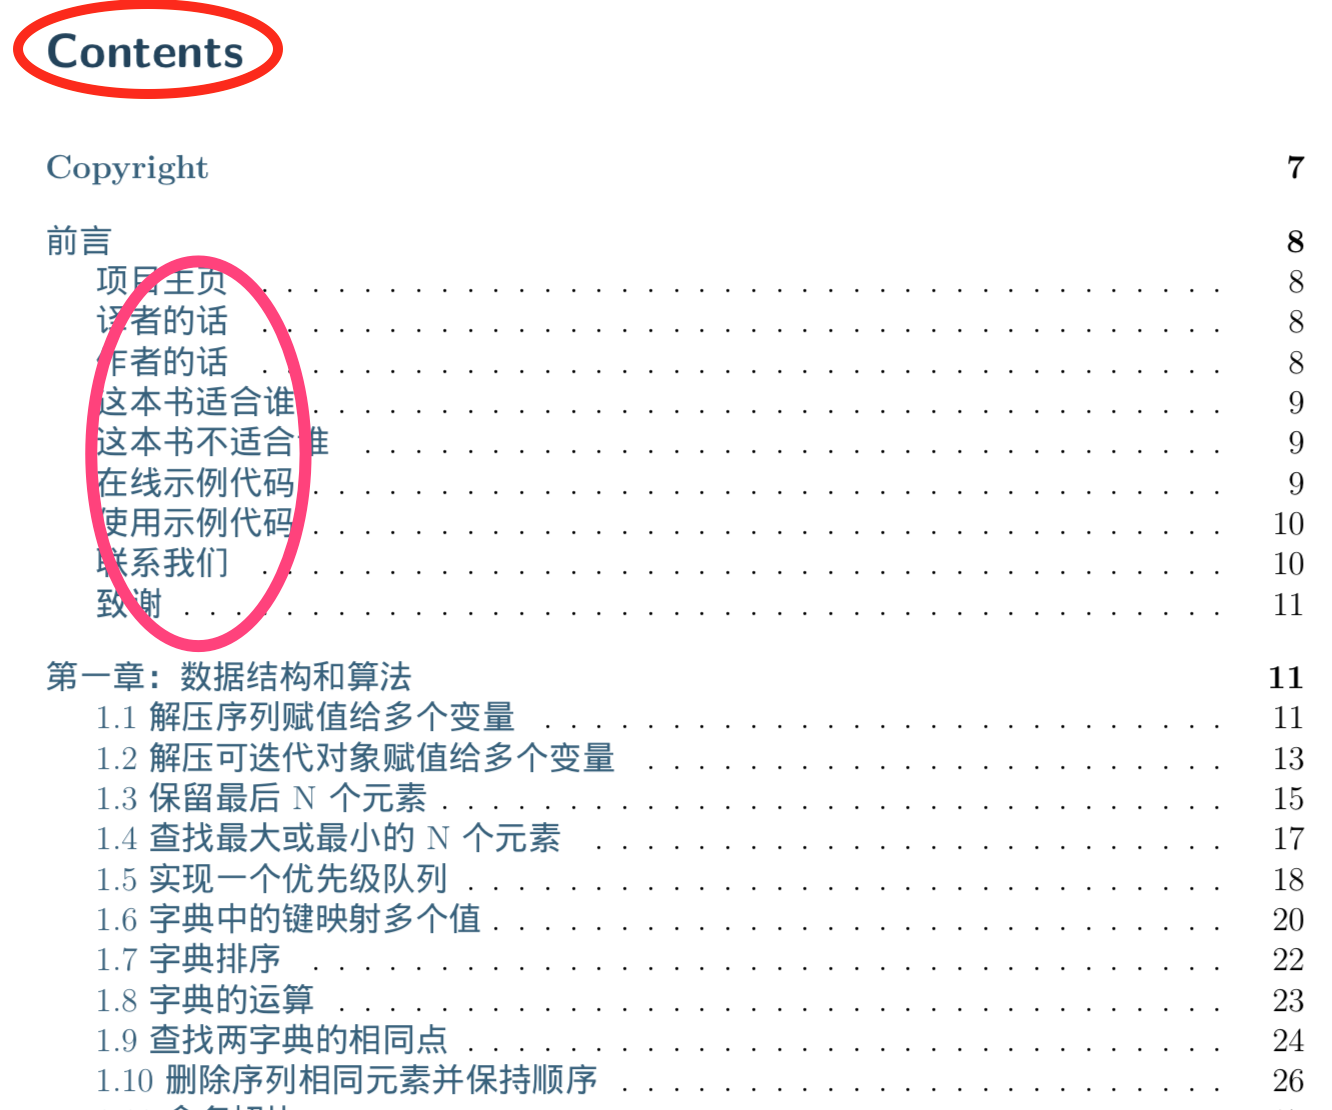 Contents
Copyright 7
前言 8
项目主页 . . . . . . . . . . . . . . . . . . . . . . . . . . . . . . . . . . . . . 8
译者的话 . . . . . . . . . . . . . . . . . . . . . . . . . . . . . . . . . . . . . 8
作者的话 . . . . . . . . . . . . . . . . . . . . . . . . . . . . . . . . . . . . . 8
这本书适合谁 . . . . . . . . . . . . . . . . . . . . . . . . . . . . . . . . . . . . 9
这本书不适合谁 . . . . . . . . . . . . . . . . . . . . . . . . . . . . . . . . . . 9
在线示例代码 . . . . . . . . . . . . . . . . . . . . . . . . . . . . . . . . . . . . 9
使用示例代码 . . . . . . . . . . . . . . . . . . . . . . . . . . . . . . . . . . . . 10
联系我们 . . . . . . . . . . . . . . . . . . . . . . . . . . . . . . . . . . . . . 10
致谢 . . . . . . . . . . . . . . . . . . . . . . . . . . . . . . . . . . . . . . . . . 11
第一章：数据结构和算法 11
1.1 解压序列赋值给多个变量 . . . . . . . . . . . . . . . . . . . . . . . . . . . 11
1.2 解压可迭代对象赋值给多个变量 . . . . . . . . . . . . . . . . . . . . . . . 13
1.3 保留最后 N 个元素 . . . . . . . . . . . . . . . . . . . . . . . . . . . . . . . 15
1.4 查找最大或最小的 N 个元素 . . . . . . . . . . . . . . . . . . . . . . . . . 17
1.5 实现一个优先级队列 . . . . . . . . . . . . . . . . . . . . . . . . . . . . . . 18
1.6 字典中的键映射多个值 . . . . . . . . . . . . . . . . . . . . . . . . . . . . . 20
1.7 字典排序 . . . . . . . . . . . . . . . . . . . . . . . . . . . . . . . . . . . . 22
1.8 字典的运算 . . . . . . . . . . . . . . . . . . . . . . . . . . . . . . . . . . . 23
1.9 查找两字典的相同点 . . . . . . . . . . . . . . . . . . . . . . . . . . . . . . 24
1.10 删除序列相同元素并保持顺序 . . . . . . . . . . . . . . . . . . . . . . . . 26